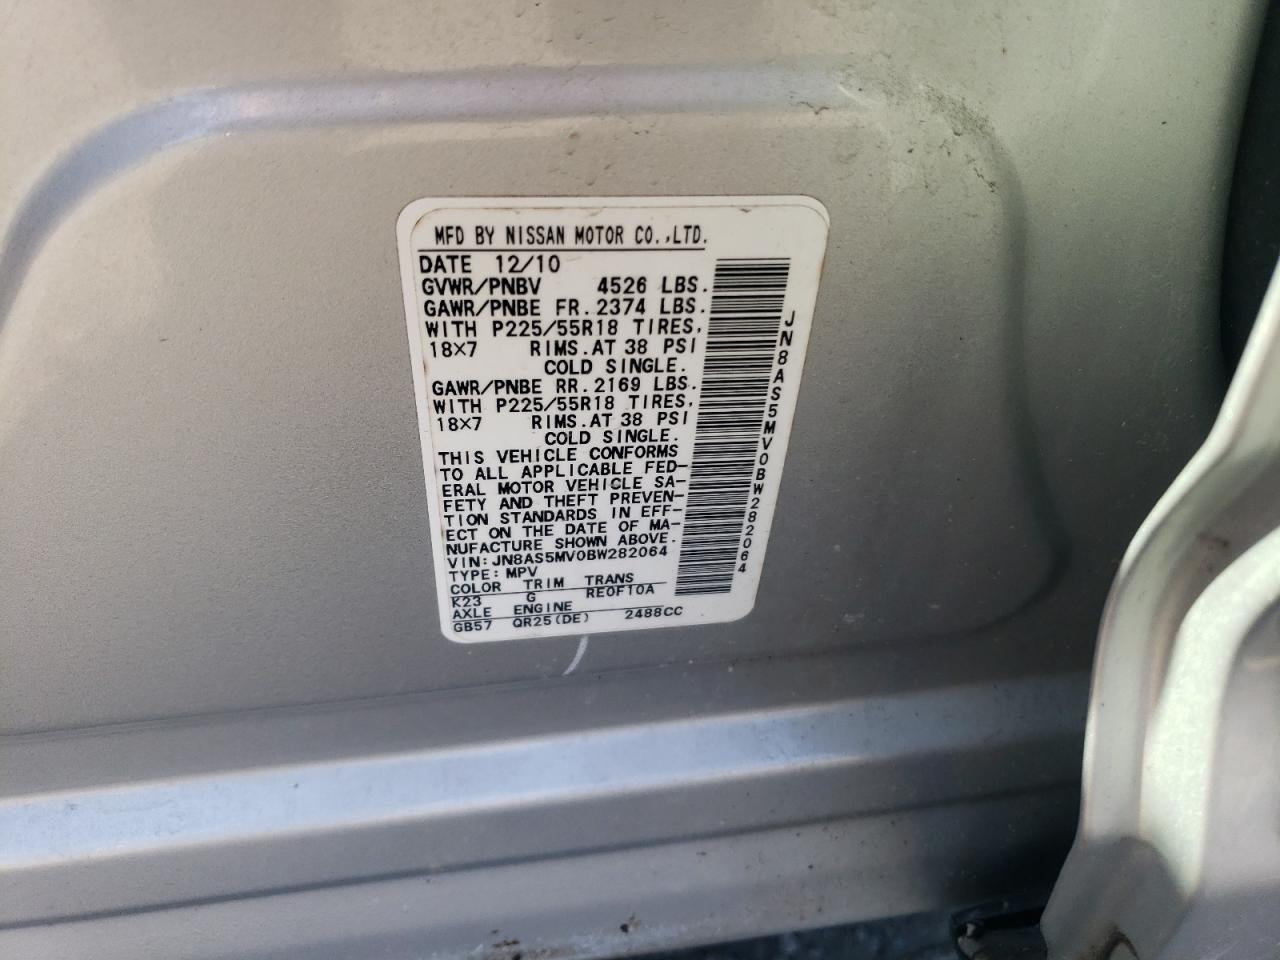 MFD BY NISSAN MOTOR CO.,LTD.
DATE 12/10
GVWR/PNBV 4526 LBS.
GAWR/PNBE FR.2374 LBS.
WITH P225/55R18 TIRES,
18×7 RIMS.AT 38 PSI
COLD SINGLE.
GAWR/PNBE RR.2169 LBS.
WITH P225/55R18 TIRES,
18×7 RIMS.AT 38 PSI
COLD SINGLE.
THIS VEHICLE CONFORMS
TO ALL APPLICABLE FED-
ERAL MOTOR VEHICLE SA-
FETY AND THEFT PREVEN-
TION STANDARDS IN EFF-
ECT ON THE DATE OF MA-
NUFACTURE SHOWN ABOVE.
VIN:JN8AS5MV0BW282064
TYPE:MPV
COLOR TRIM TRANS
K23 G RE0F10A
AXLE ENGINE
GB57 QR25(DE) 2488CC
JN8AS5MV0BW282064